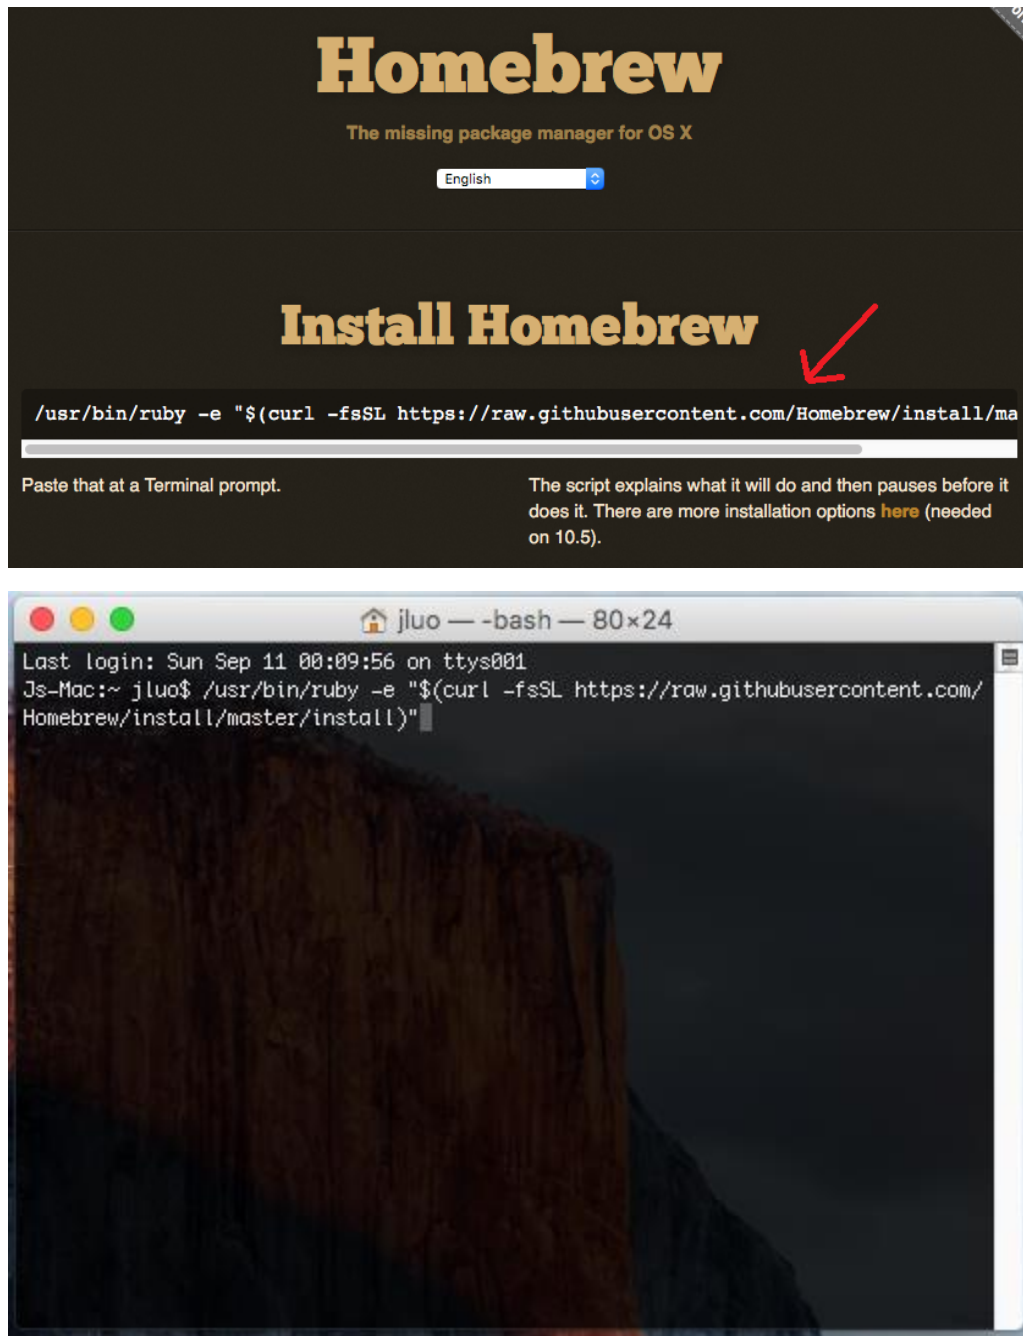 Homebrew
The missing package manager for OS X
English
Install Homebrew
/usr/bin/ruby -e "$(curl -fsSL https://raw.githubusercontent.com/Homebrew/install/ma
Paste that at a Terminal prompt.
The script explains what it will do and then pauses before it
does it. There are more installation options here (needed
on 10.5).
jluo — -bash — 80×24
Last login: Sun Sep 11 00:09:56 on ttys001
Js-Mac:~ jluo$ /usr/bin/ruby -e "$(curl -fsSL https://raw.githubusercontent.com/
Homebrew/install/master/install)"